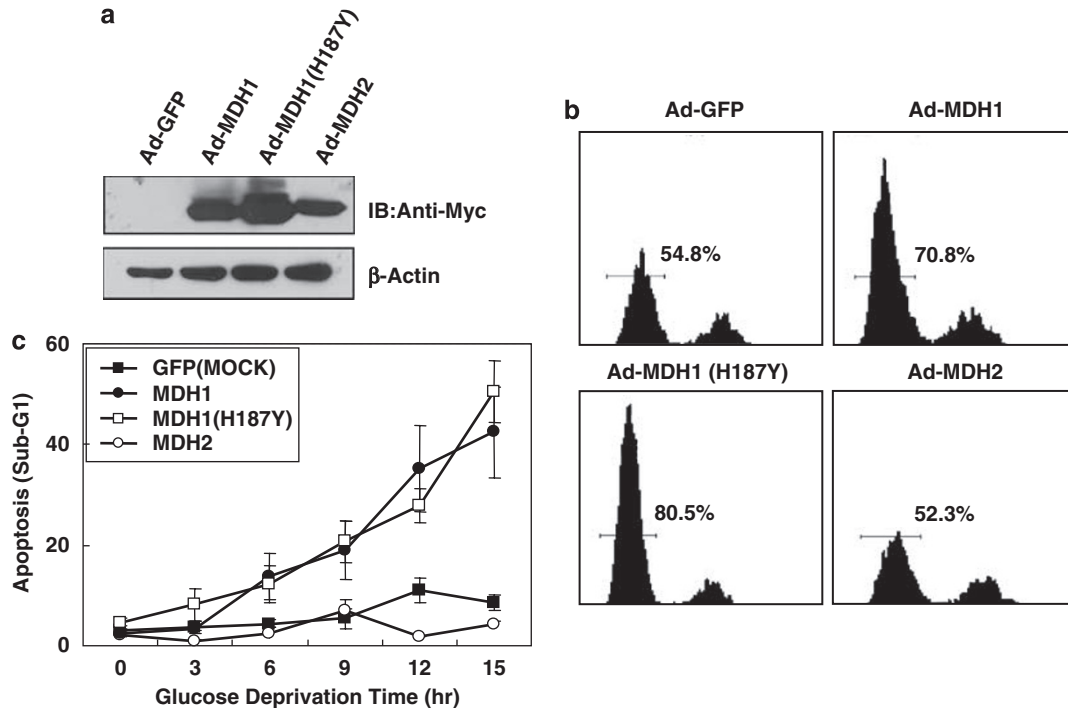 a
Ad-GFP
Ad-MDH1
Ad-MDH1(H187Y)
Ad-MDH2
IB:Anti-Myc
β-Actin
b
Ad-GFP
54.8%
Ad-MDH1
70.8%
Ad-MDH1 (H187Y)
80.5%
Ad-MDH2
52.3%
c
60
40
20
0
Apoptosis (Sub-G1)
GFP(MOCK)
MDH1
MDH1(H187Y)
MDH2
0 3 6 9 12 15
Glucose Deprivation Time (hr)